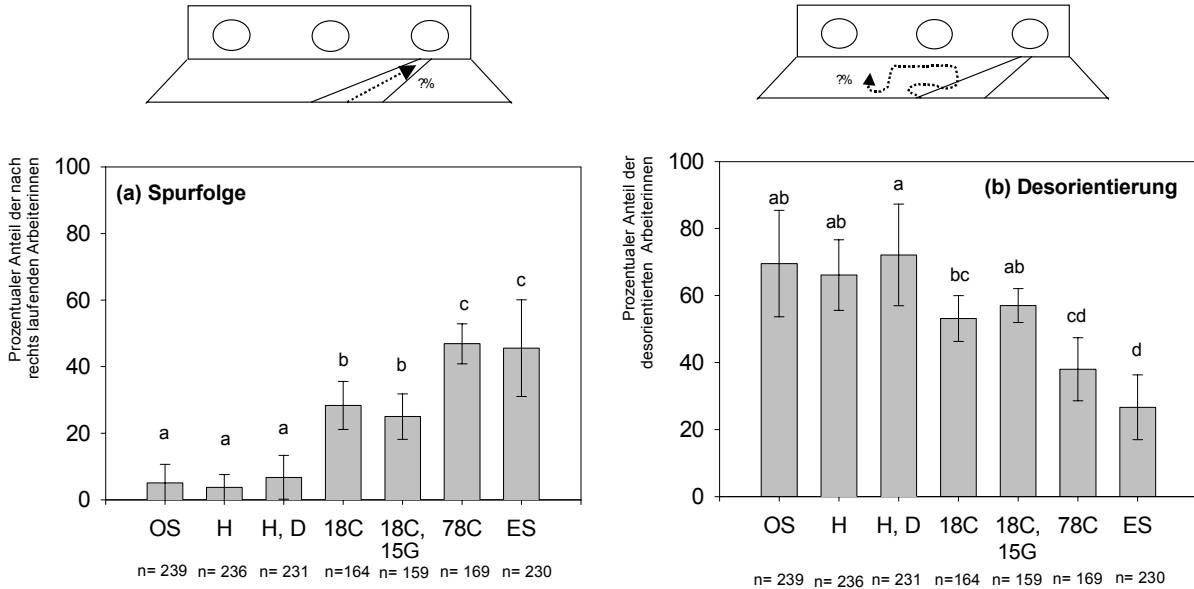 ?%
?%
Prozentualer Anteil der nach
rechts laufenden Arbeiterinnen
(a) Spurfolge
100
80
60
40
20
0
a
a
a
b
b
c
c
OS
H
H, D
18C
18C,
15G
78C
ES
n= 239
n= 236
n= 231
n=164
n= 159
n= 169
n= 230
Prozentualer Anteil der
desorientierten Arbeiterinnen
(b) Desorientierung
100
80
60
40
20
0
ab
ab
a
bc
ab
cd
d
OS
H
H, D
18C
18C,
15G
78C
ES
n= 239
n= 236
n= 231
n=164
n= 159
n= 169
n= 230